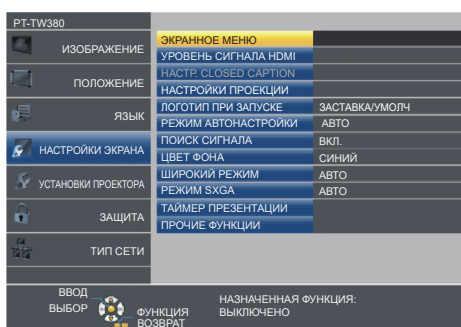 PT-TW380
ИЗОБРАЖЕНИЕ
ПОЛОЖЕНИЕ
ЯЗЫК
НАСТРОЙКИ ЭКРАНА
УСТАНОВКИ ПРОЕКТОРА
ЗАЩИТА
ТИП СЕТИ
ЭКРАННОЕ МЕНЮ
УРОВЕНЬ СИГНАЛА HDMI
НАСТР. CLOSED CAPTION
НАСТРОЙКИ ПРОЕКЦИИ
ЛОГОТИП ПРИ ЗАПУСКЕ ЗАСТАВКА/УМОЛЧ
РЕЖИМ АВТОНАСТРОЙКИ АВТО
ПОИСК СИГНАЛА ВКЛ.
ЦВЕТ ФОНА СИНИЙ
ШИРОКИЙ РЕЖИМ АВТО
РЕЖИМ SXGA АВТО
ТАЙМЕР ПРЕЗЕНТАЦИИ
ПРОЧИЕ ФУНКЦИИ
ВВОД
ВЫБОР
ФУНКЦИЯ
ВОЗВРАТ
НАЗНАЧЕННАЯ ФУНКЦИЯ:
ВЫКЛЮЧЕНО